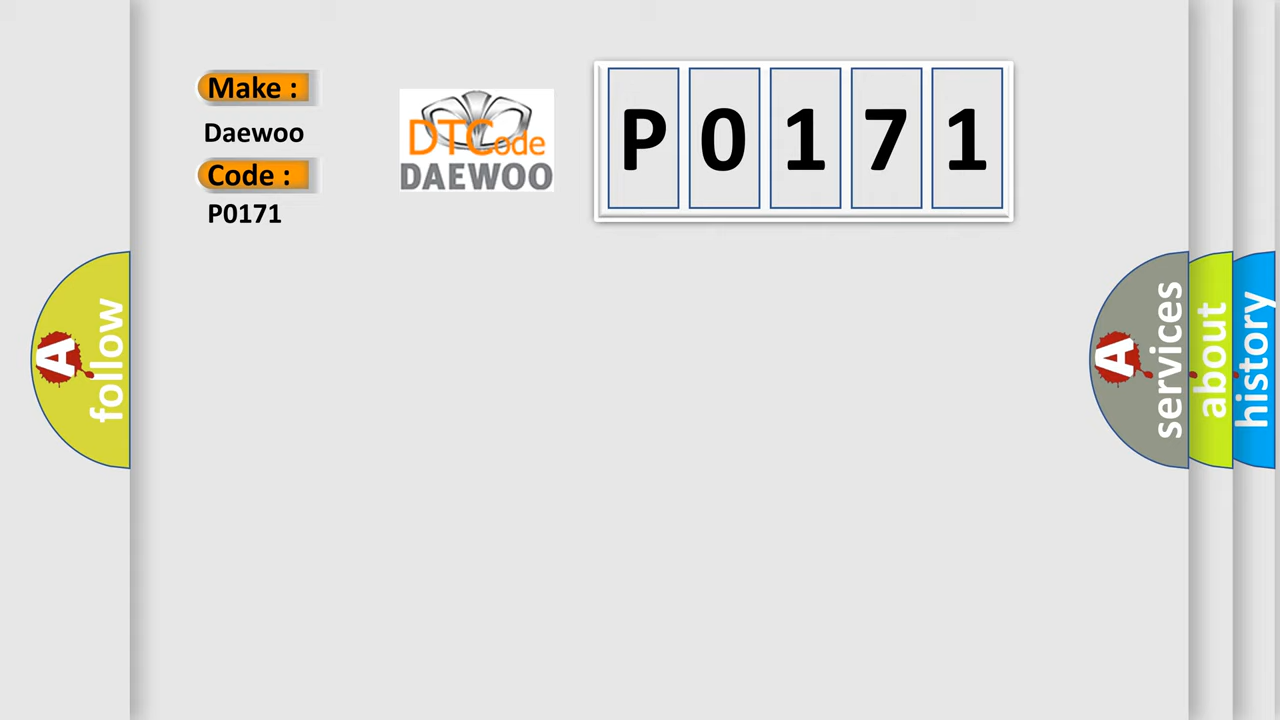 Make :
Daewoo
Code :
P0171
DTCode
DAEWOO
P 0 1 7 1
A follow
A services
about
history